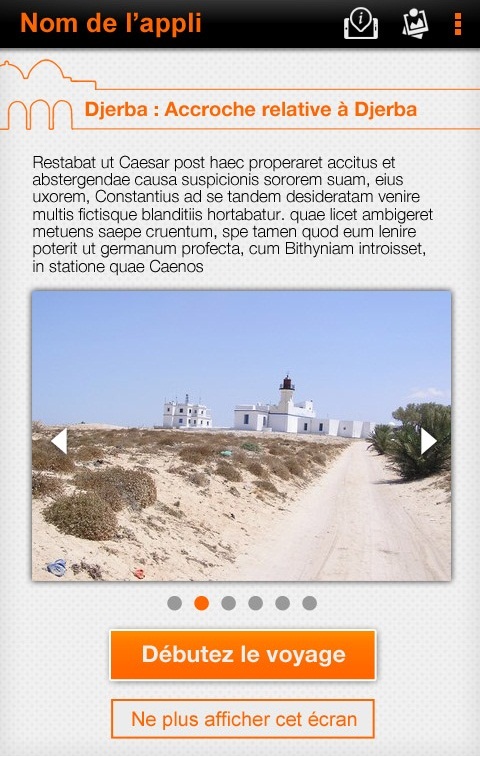 Nom de l'appli
Djerba : Accroche relative à Djerba
Restabat ut Caesar post haec properaret accitus et
abstergendae causa suspicionis sororem suam, eius
uxorem, Constantius ad se tandem desideratam venire
multis fictisque blanditiis hortabatur. quae licet ambigeret
metuens saepe cruentum, spe tamen quod eum lenire
poterit ut germanum profecta, cum Bithyniam introisset,
in statione quae Caenos
Débutez le voyage
Ne plus afficher cet écran